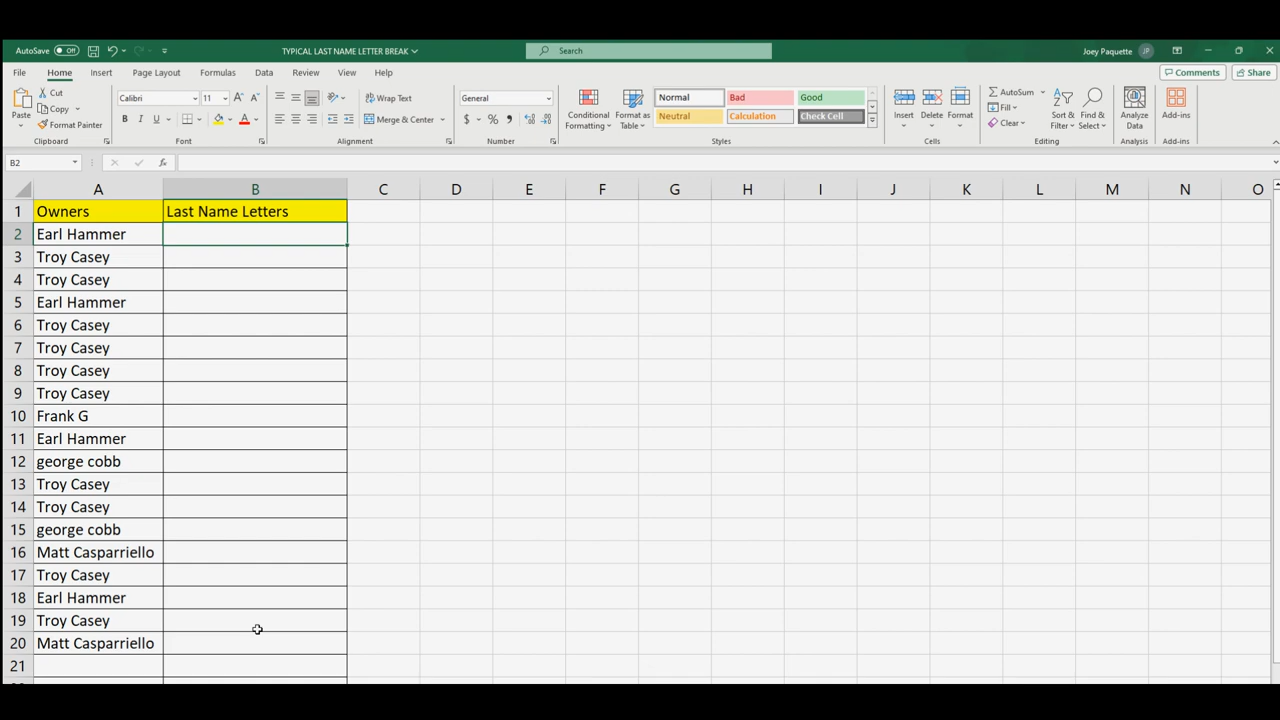 AutoSave Off TYPICAL LAST NAME LETTER BREAK Search Joey Paquette JP
File Home Insert Page Layout Formulas Data Review View Help Comments Share
Paste Cut Copy Format Painter
Clipboard
Calibri 11
B I U
Font
Wrap Text
Merge & Center
Alignment
General
$ % ,
Number
Conditional Formatting
Format as Table
Normal Bad Good
Neutral Calculation Check Cell
Styles
Insert Delete Format
Cells
AutoSum
Fill
Clear
Sort & Filter
Find & Select
Editing
Analyze Data
Analysis
Add-ins
Add-ins
B2 fx
A B C D E F G H I J K L M N O
1 Owners Last Name Letters
2 Earl Hammer
3 Troy Casey
4 Troy Casey
5 Earl Hammer
6 Troy Casey
7 Troy Casey
8 Troy Casey
9 Troy Casey
10 Frank G
11 Earl Hammer
12 george cobb
13 Troy Casey
14 Troy Casey
15 george cobb
16 Matt Casparriello
17 Troy Casey
18 Earl Hammer
19 Troy Casey
20 Matt Casparriello
21